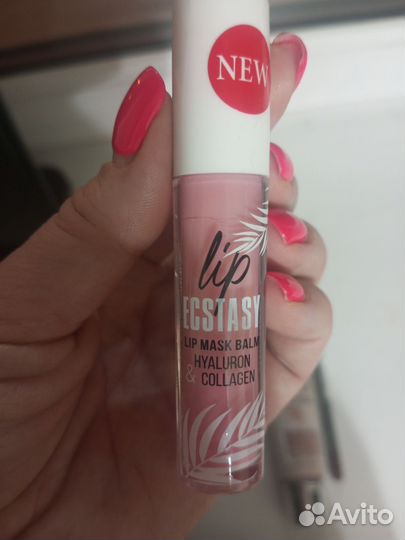 NEW
lip
ECSTASY
LIP MASK BALM
HYALURON
& COLLAGEN
Avito